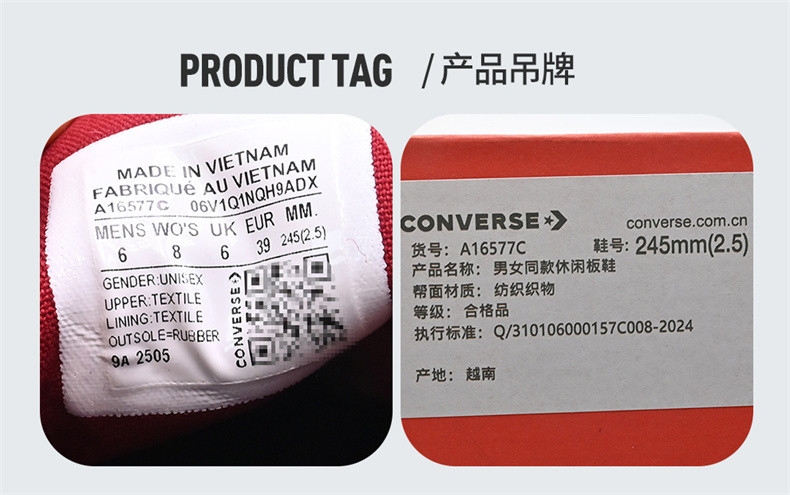 PRODUCT TAG / 产品吊牌
MADE IN VIETNAM
FABRIQUé AU VIETNAM
A16577C 06V1Q1NQH9ADX
MENS WO'S UK EUR MM.
6 8 6 39 245(2.5)
GENDER:UNISEX
UPPER:TEXTILE
LINING:TEXTILE
OUTSOLE=RUBBER
9A 2505
CONVERSE
CONVERSE
converse.com.cn
货号: A16577C 鞋号: 245mm(2.5)
产品名称: 男女同款休闲板鞋
帮面材质: 纺织织物
等级: 合格品
执行标准: Q/310106000157C008-2024
产地: 越南